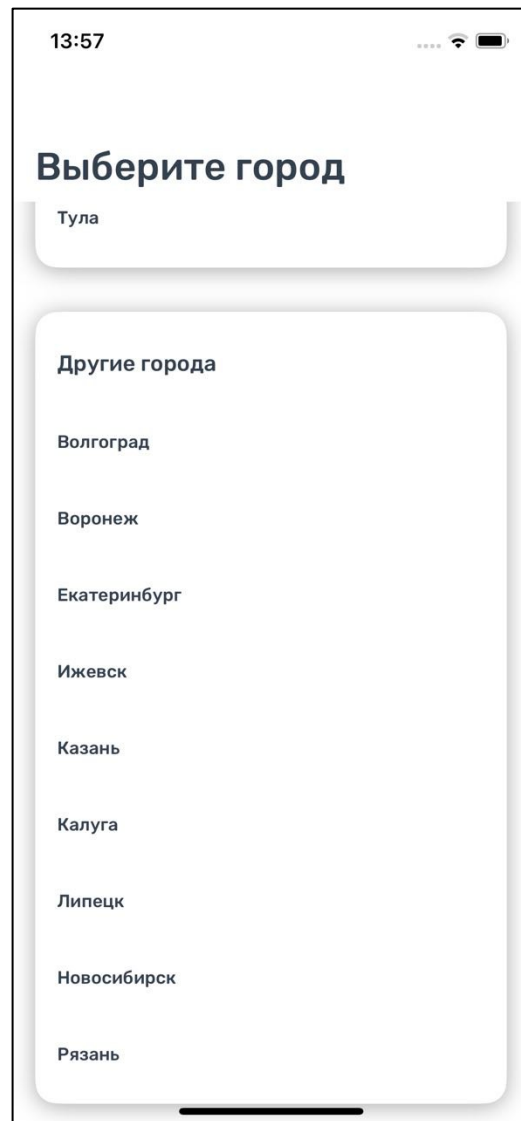 13:57
Выберите город
Тула
Другие города
Волгоград
Воронеж
Екатеринбург
Ижевск
Казань
Калуга
Липецк
Новосибирск
Рязань